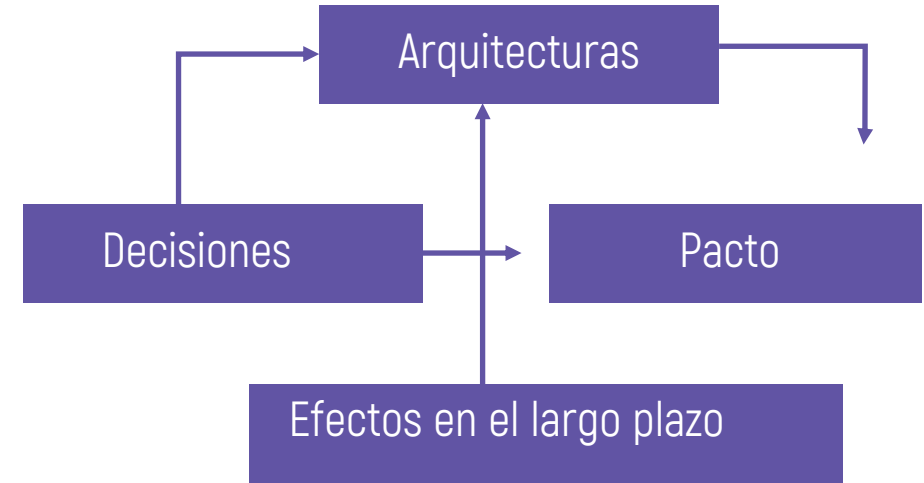 Arquitecturas
Decisiones
Pacto
Efectos en el largo plazo